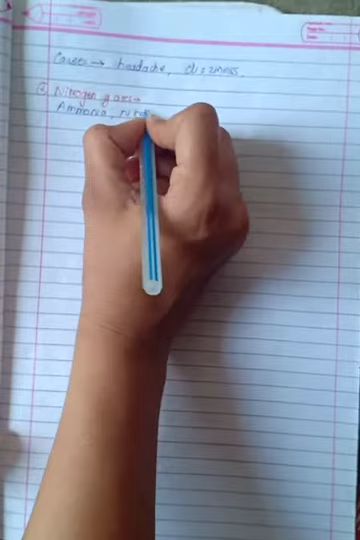 Causes → headache, dizziness.
Nitrogen gases→
Ammonia,